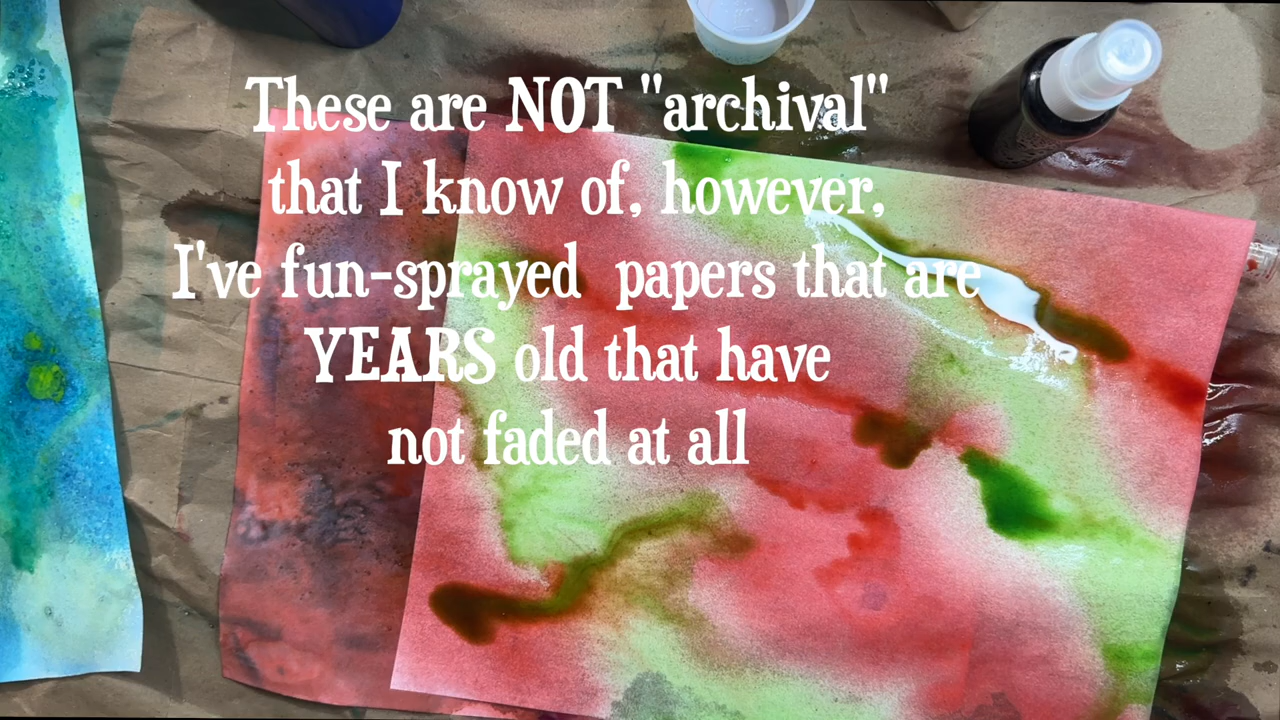 These are NOT "archival"
that I know of, however,
I've fun-sprayed papers that are
YEARS old that have
not faded at all